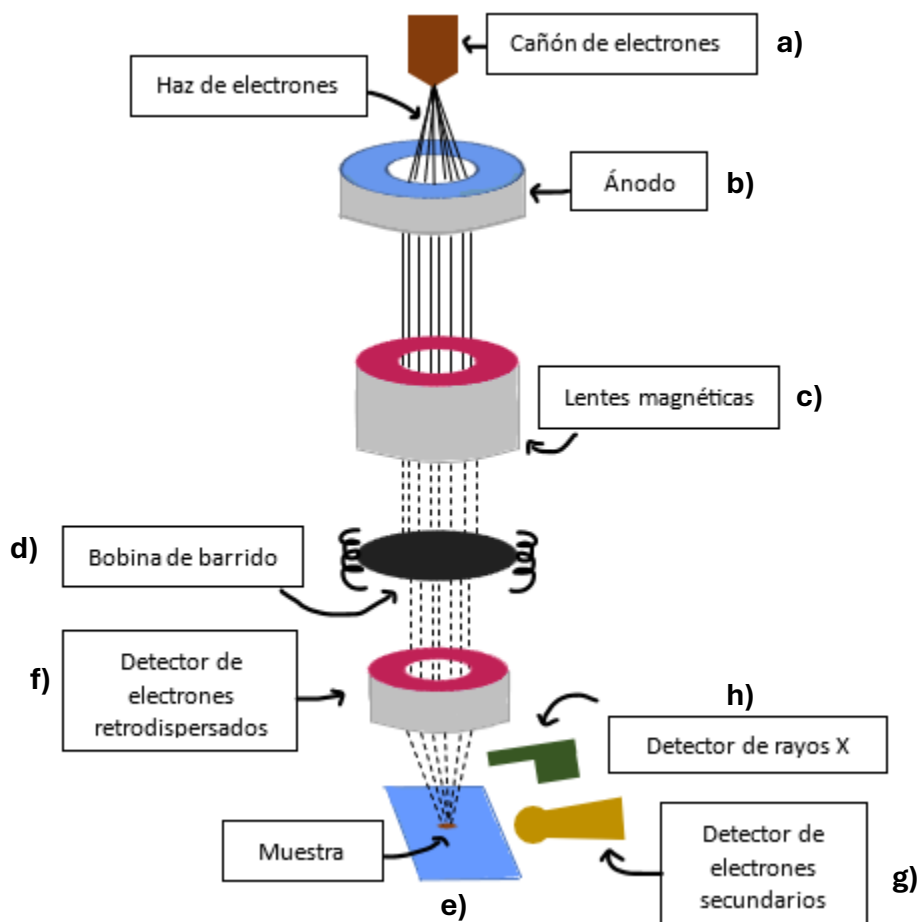 Cañón de electrones
a)
Haz de electrones
Ánodo
b)
Lentes magnéticas
c)
d)
Bobina de barrido
f)
Detector de
electrones
retrodispersados
h)
Detector de rayos X
Muestra
e)
Detector de
electrones
secundarios
g)